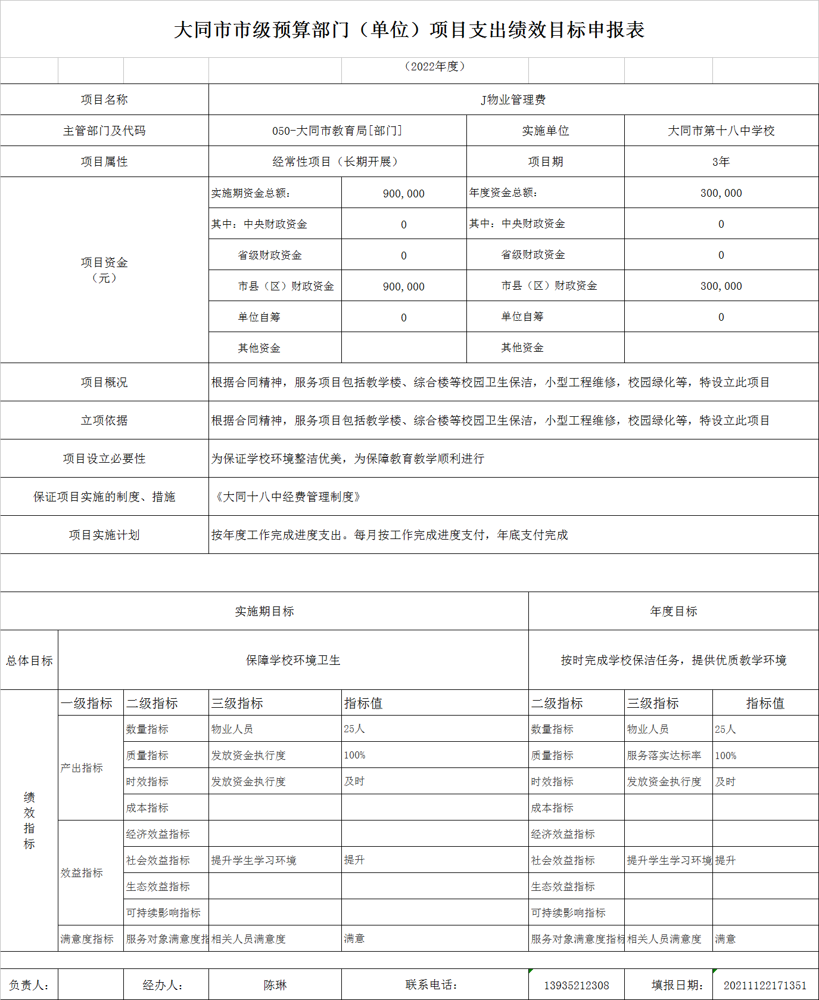 大同市市级预算部门（单位）项目支出绩效目标申报表
（2022年度）
项目名称 J物业管理费
主管部门及代码 050-大同市教育局[部门] 实施单位 大同市第十八中学校
项目属性 经常性项目（长期开展） 项目期 3年
项目资金
（元）
实施期资金总额： 900,000 年度资金总额： 300,000
其中：中央财政资金 0 其中：中央财政资金 0
省级财政资金 0 省级财政资金 0
市县（区）财政资金 900,000 市县（区）财政资金 300,000
单位自筹 0 单位自筹 0
其他资金 其他资金
项目概况 根据合同精神，服务项目包括教学楼、综合楼等校园卫生保洁，小型工程维修，校园绿化等，特设立此项目
立项依据 根据合同精神，服务项目包括教学楼、综合楼等校园卫生保洁，小型工程维修，校园绿化等，特设立此项目
项目设立必要性 为保证学校环境整洁优美，为保障教育教学顺利进行
保证项目实施的制度、措施 《大同十八中经费管理制度》
项目实施计划 按年度工作完成进度支出。每月按工作完成进度支付，年底支付完成
实施期目标 年度目标
总体目标 保障学校环境卫生 按时完成学校保洁任务，提供优质教学环境
绩效指标
一级指标 二级指标 三级指标 指标值 二级指标 三级指标 指标值
产出指标
数量指标 物业人员 25人 数量指标 物业人员 25人
质量指标 发放资金执行度 100% 质量指标 服务落实达标率 100%
时效指标 发放资金执行度 及时 时效指标 发放资金执行度 及时
成本指标 成本指标
效益指标
经济效益指标 经济效益指标
社会效益指标 提升学生学习环境 提升 社会效益指标 提升学生学习环境 提升
生态效益指标 生态效益指标
可持续影响指标 可持续影响指标
满意度指标 服务对象满意度指 相关人员满意度 满意 服务对象满意度指标 相关人员满意度 满意
负责人： 经办人： 陈琳 联系电话： 13935212308 填报日期： 20211122171351